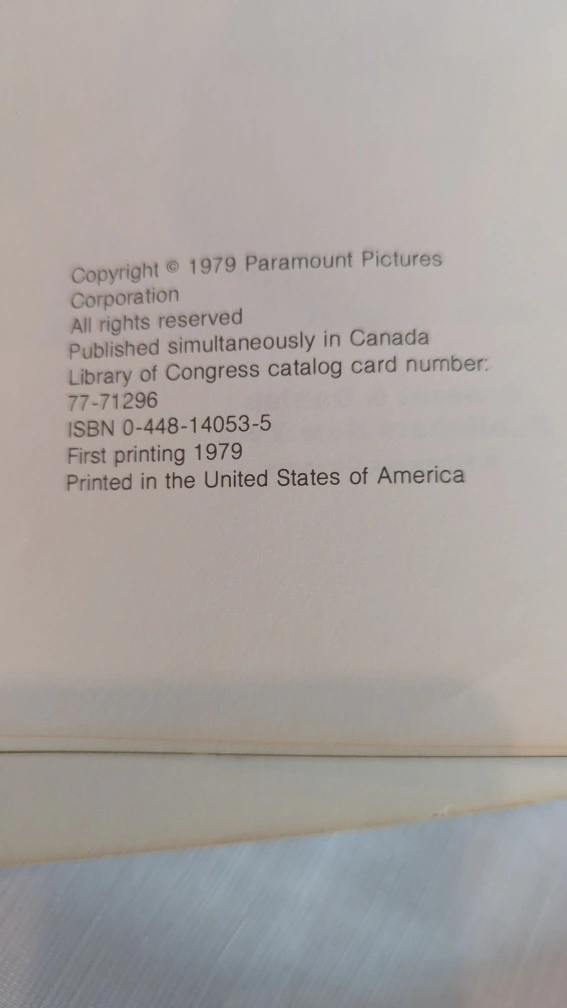 Copyright © 1979 Paramount Pictures
Corporation
All rights reserved
Published simultaneously in Canada
Library of Congress catalog card number:
77-71296
ISBN 0-448-14053-5
First printing 1979
Printed in the United States of America